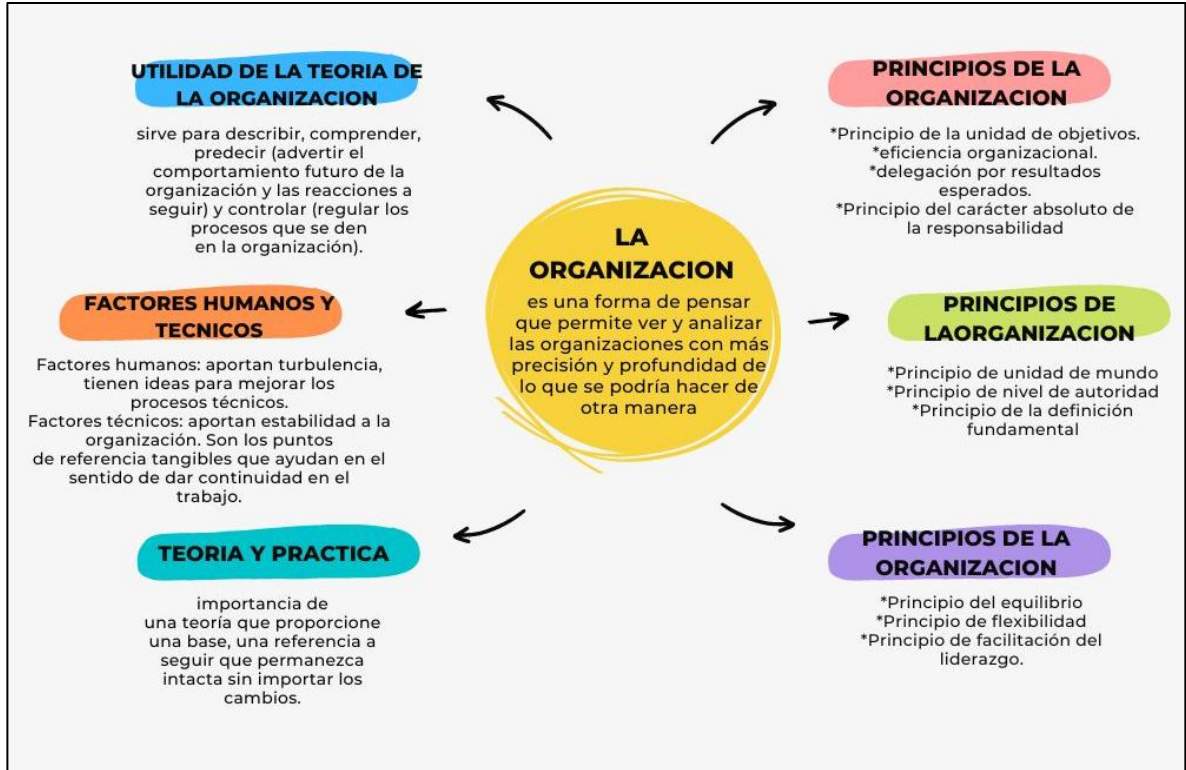 UTILIDAD DE LA TEORIA DE
LA ORGANIZACION
sirve para describir, comprender,
predecir (advertir el
comportamiento futuro de la
organización y las reacciones a
seguir) y controlar (regular los
procesos que se den
en la organización).
FACTORES HUMANOS Y
TECNICOS
Factores humanos: aportan turbulencia,
tienen ideas para mejorar los
procesos técnicos.
Factores técnicos: aportan estabilidad a la
organización. Son los puntos
de referencia tangibles que ayudan en el
sentido de dar continuidad en el
trabajo.
TEORIA Y PRACTICA
importancia de
una teoría que proporcione
una base, una referencia a
seguir que permanezca
intacta sin importar los
cambios.
LA
ORGANIZACION
es una forma de pensar
que permite ver y analizar
las organizaciones con más
precisión y profundidad de
lo que se podría hacer de
otra manera
PRINCIPIOS DE LA
ORGANIZACION
*Principio de la unidad de objetivos.
*eficiencia organizacional.
*delegación por resultados
esperados.
*Principio del carácter absoluto de
la responsabilidad
PRINCIPIOS DE
LAORGANIZACION
*Principio de unidad de mundo
*Principio de nivel de autoridad
*Principio de la definición
fundamental
PRINCIPIOS DE LA
ORGANIZACION
*Principio del equilibrio
*Principio de flexibilidad
*Principio de facilitación del
liderazgo.